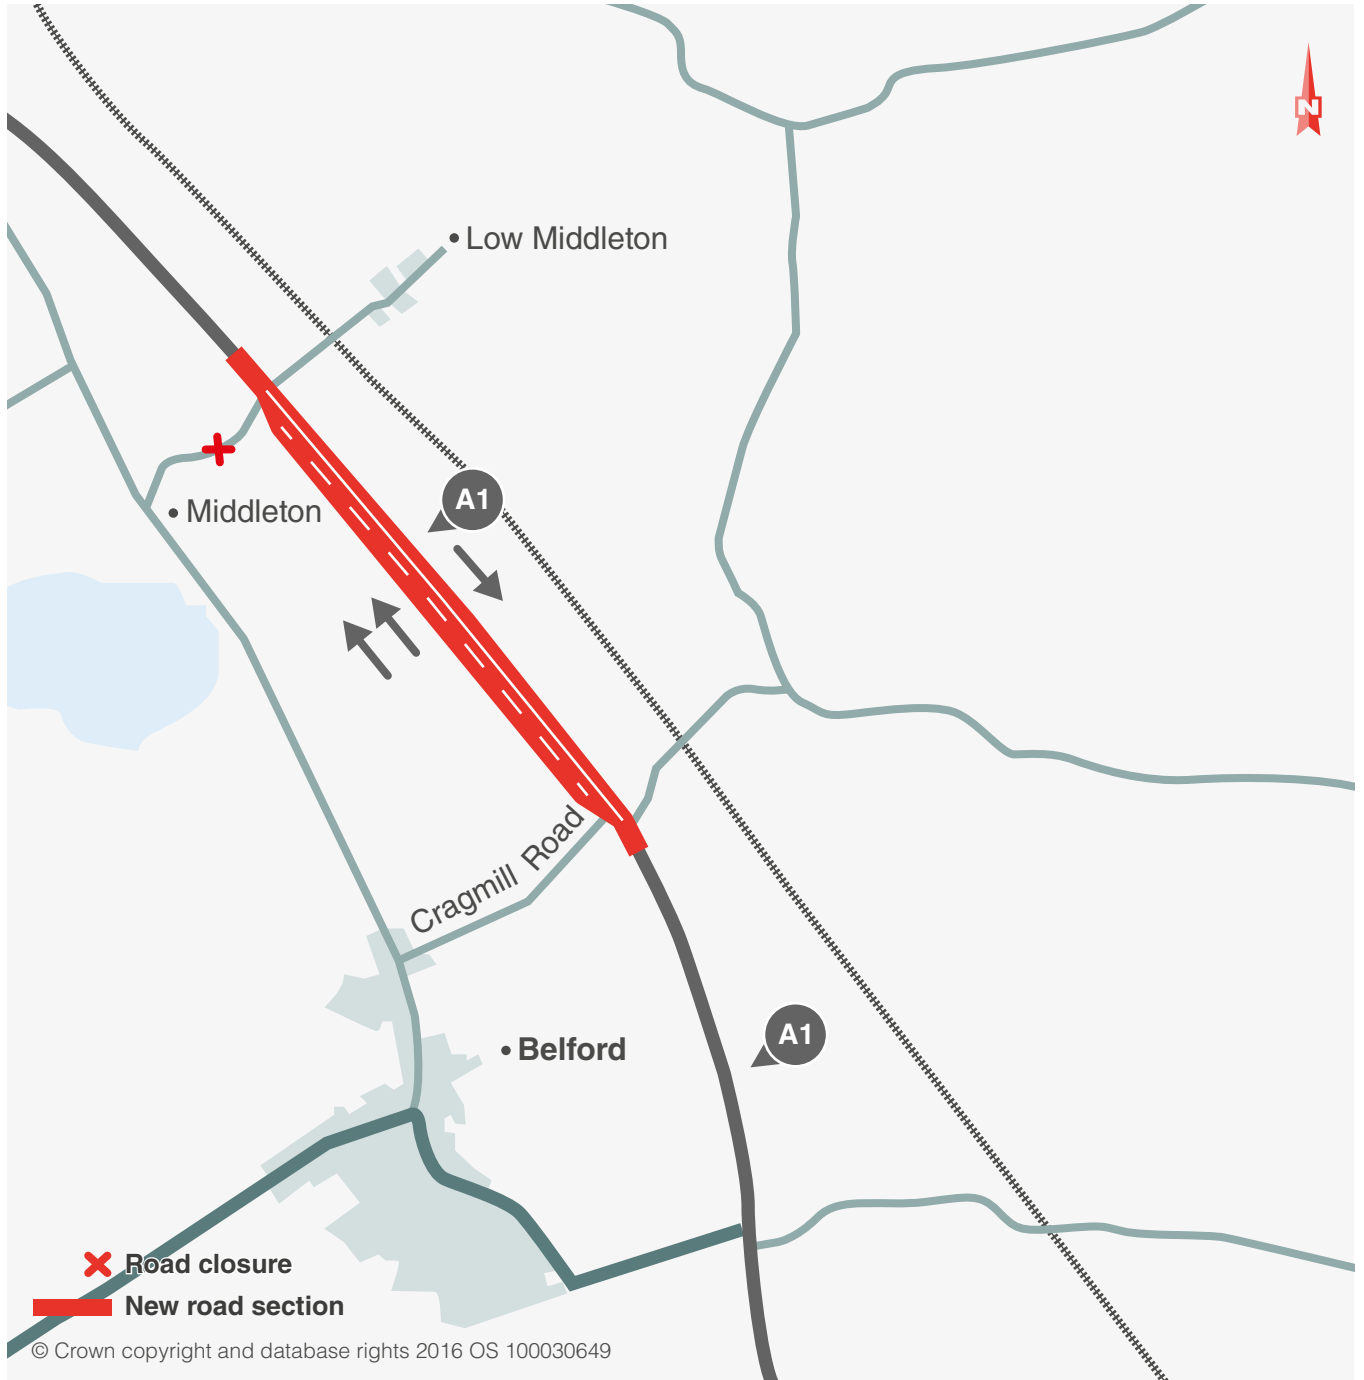 N
Low Middleton
A1
Middleton
Cragmill Road
A1
Belford
Road closure
New road section
© Crown copyright and database rights 2016 OS 100030649